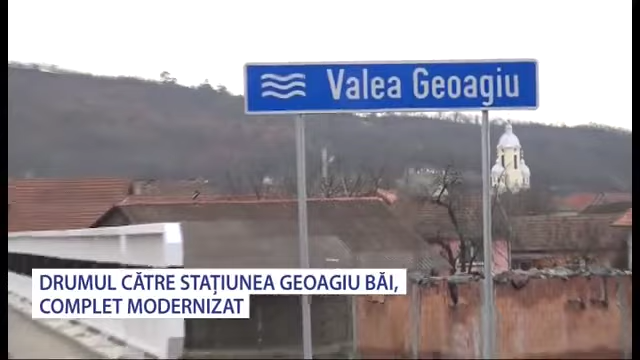 Valea Geoagiu
DRUMUL CĂTRE STAȚIUNEA GEOAGIU BĂI,
COMPLET MODERNIZAT